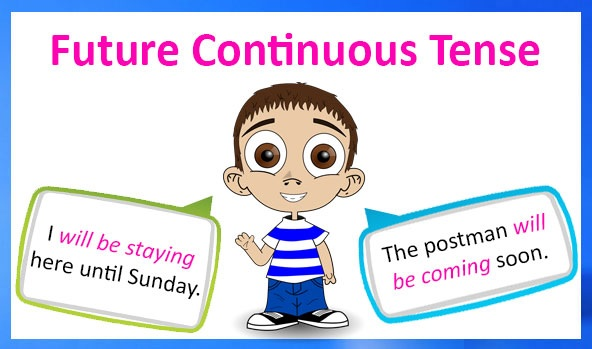 Future Continuous Tense
I will be staying
here until Sunday.
The postman will
be coming soon.